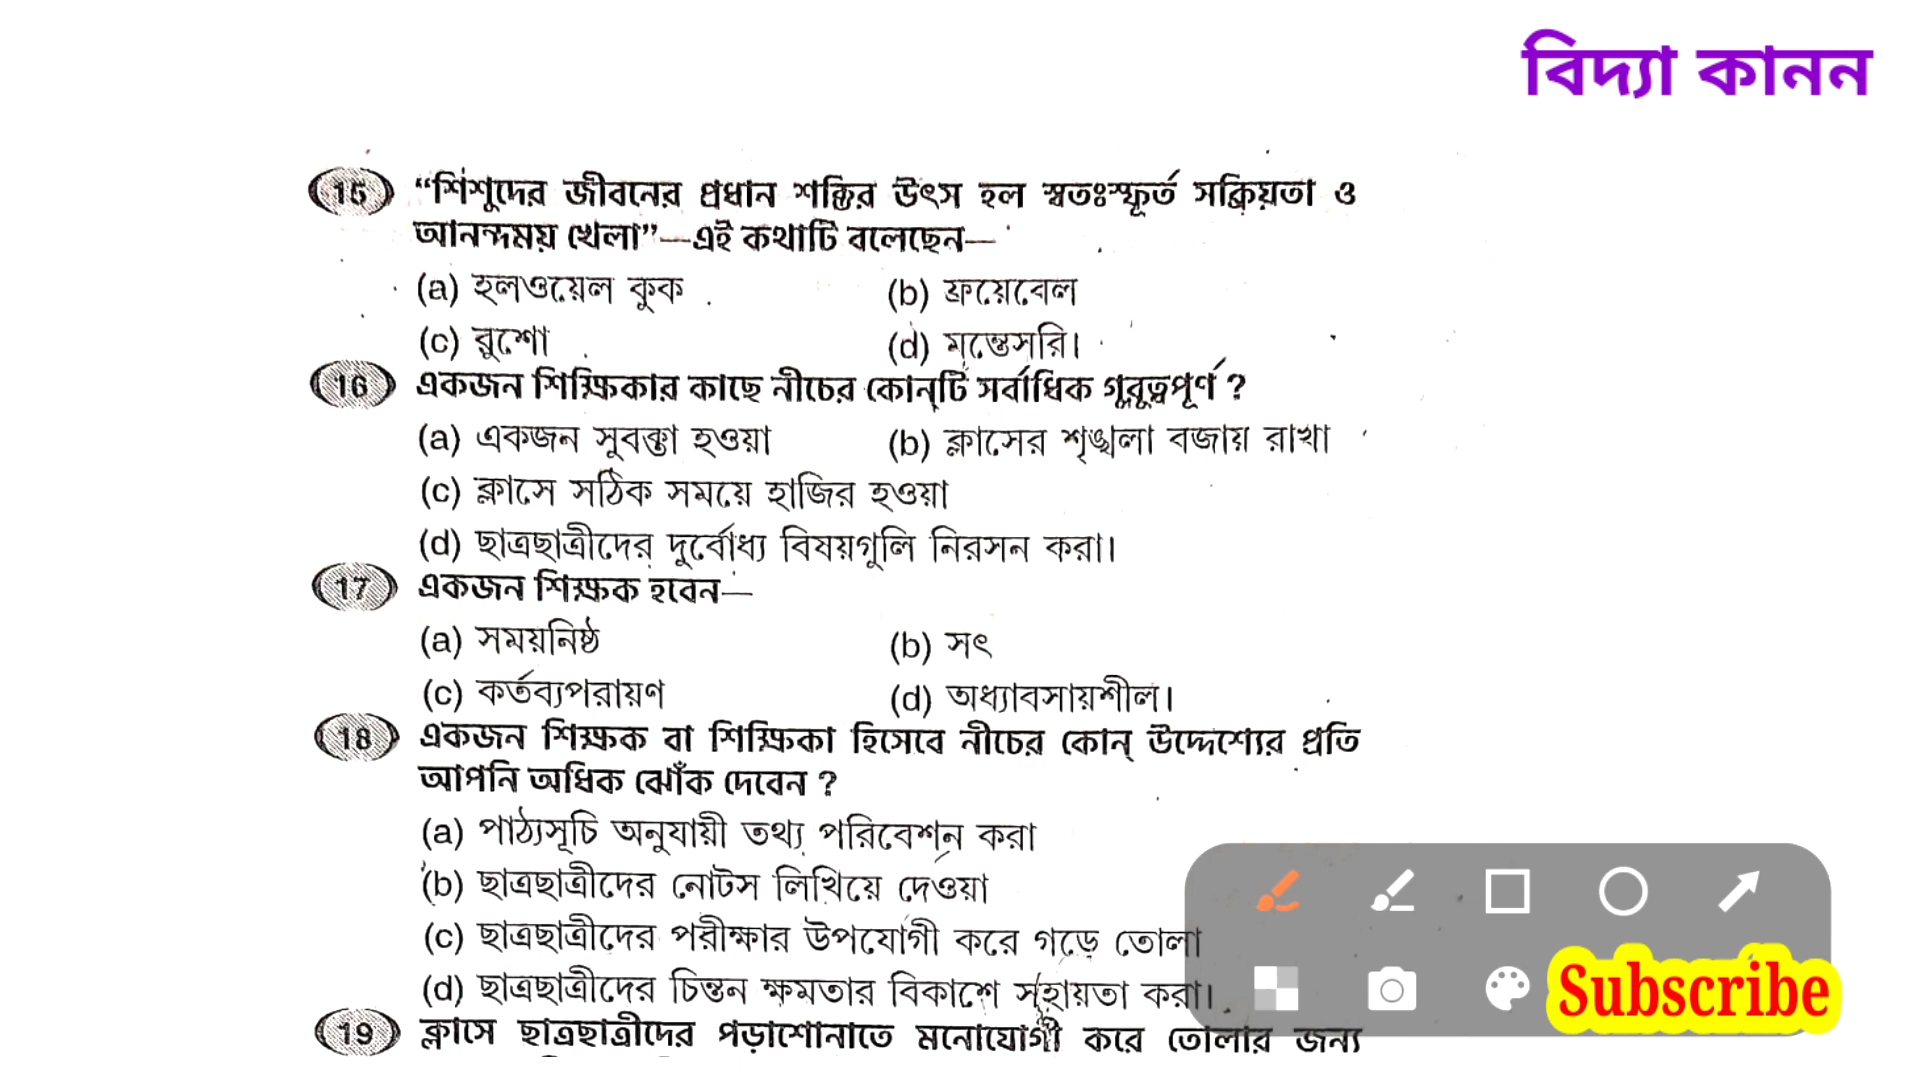 বিদ্যা কানন
15 “শিশুদের জীবনের প্রধান শক্তির উৎস হল স্বতঃস্ফূর্ত সক্রিয়তা ও
আনন্দময় খেলা”—এই কথাটি বলেছেন—
(a) হলওয়েল কুক (b) ফ্রয়েবেল
(c) রুশো (d) মন্তেসরি।
16 একজন শিক্ষিকার কাছে নীচের কোন্‌টি সর্বাধিক গুরুত্বপূর্ণ ?
(a) একজন সুবক্তা হওয়া (b) ক্লাসের শৃঙ্খলা বজায় রাখা
(c) ক্লাসে সঠিক সময়ে হাজির হওয়া
(d) ছাত্রছাত্রীদের দুর্বোধ্য বিষয়গুলি নিরসন করা।
17 একজন শিক্ষক হবেন—
(a) সময়নিষ্ঠ (b) সৎ
(c) কর্তব্যপরায়ণ (d) অধ্যাবসায়শীল।
18 একজন শিক্ষক বা শিক্ষিকা হিসেবে নীচের কোন্ উদ্দেশ্যের প্রতি
আপনি অধিক ঝোঁক দেবেন ?
(a) পাঠ্যসূচি অনুযায়ী তথ্য পরিবেশন করা
(b) ছাত্রছাত্রীদের নোটস লিখিয়ে দেওয়া
(c) ছাত্রছাত্রীদের পরীক্ষার উপযোগী করে গড়ে তোলা
(d) ছাত্রছাত্রীদের চিন্তন ক্ষমতার বিকাশে সহায়তা করা।
Subscribe
19 ক্লাসে ছাত্রছাত্রীদের পড়াশোনাতে মনোযোগী করে তোলার জন্য